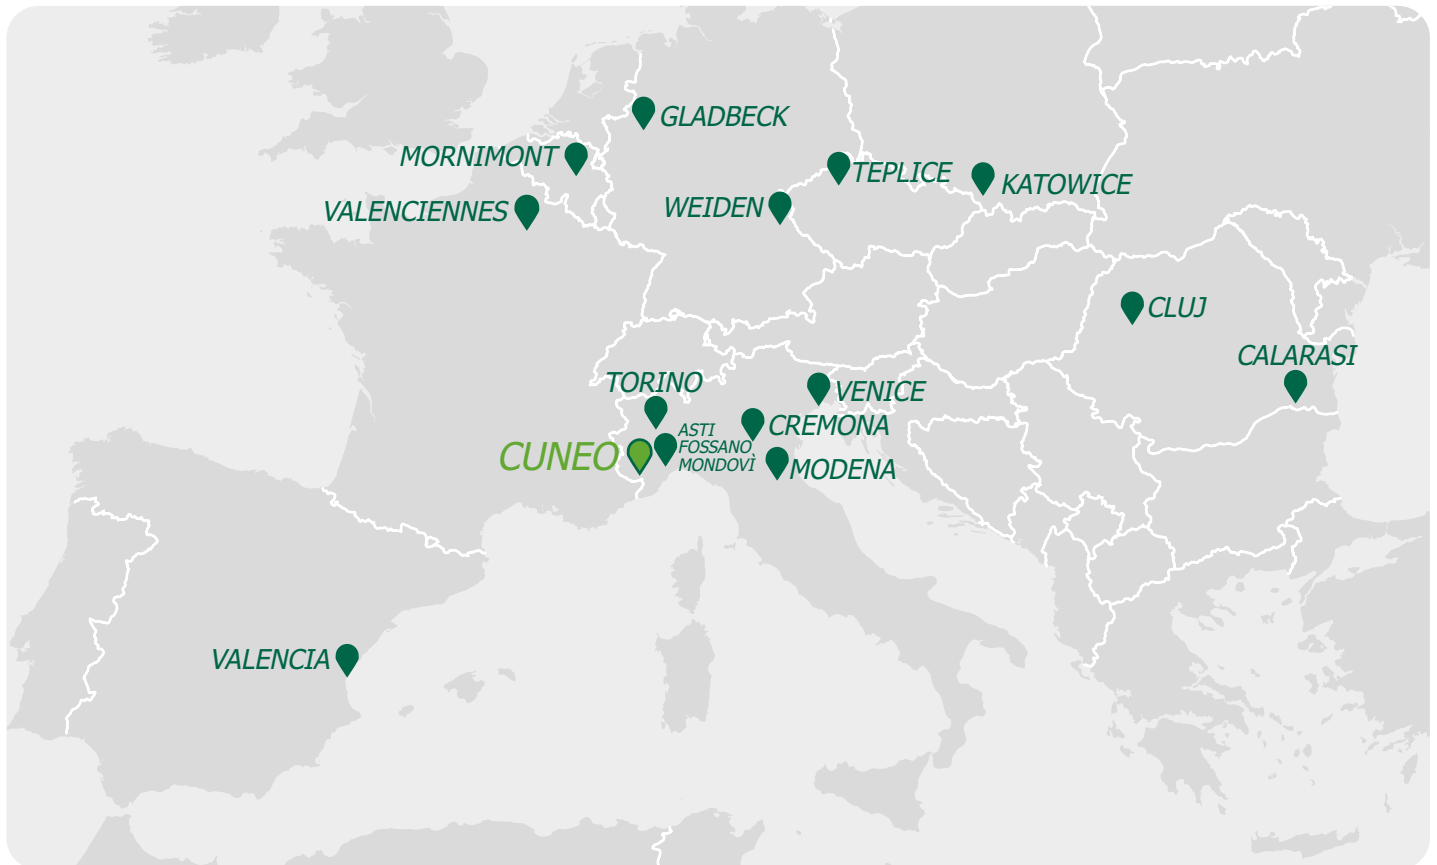 GLADBECK
MORNIMONT
TEPLICE
KATOWICE
VALENCIENNES
WEIDEN
CLUJ
CALARASI
TORINO
VENICE
CREMONA
ASTI
FOSSANO
MONDOVÌ
CUNEO
MODENA
VALENCIA